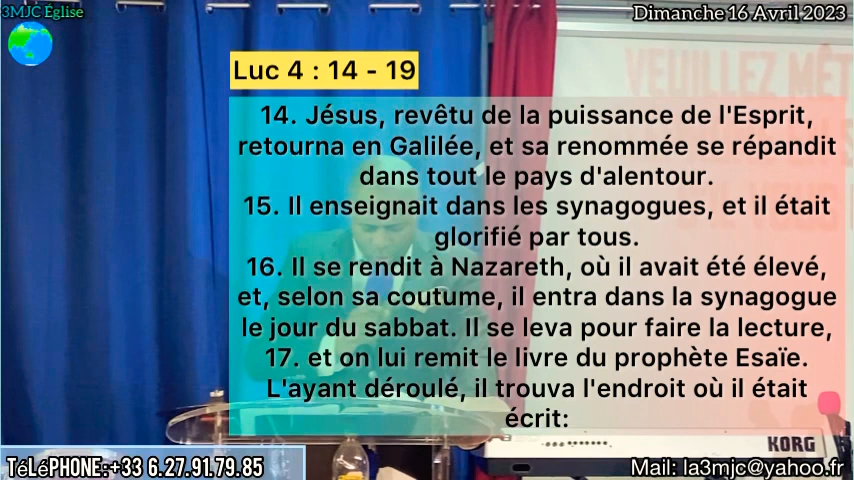 3MJC Église
Dimanche 16 Avril 2023
VEUILLEZ
Luc 4 : 14 - 19
14. Jésus, revêtu de la puissance de l'Esprit,
retourna en Galilée, et sa renommée se répandit
dans tout le pays d'alentour.
15. Il enseignait dans les synagogues, et il était
glorifié par tous.
16. Il se rendit à Nazareth, où il avait été élevé,
et, selon sa coutume, il entra dans la synagogue
le jour du sabbat. Il se leva pour faire la lecture,
17. et on lui remit le livre du prophète Esaïe.
L'ayant déroulé, il trouva l'endroit où il était
écrit:
KORG
TéLéPHONE:+33 6.27.91.79.85
Mail: la3mjc@yahoo.fr